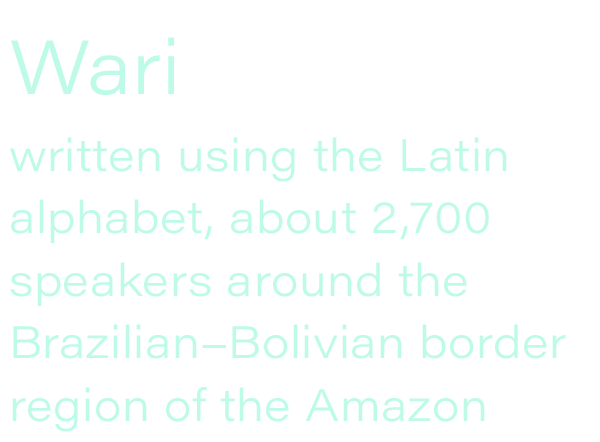 Wari
written using the Latin
alphabet, about 2,700
speakers around the
Brazilian–Bolivian border
region of the Amazon